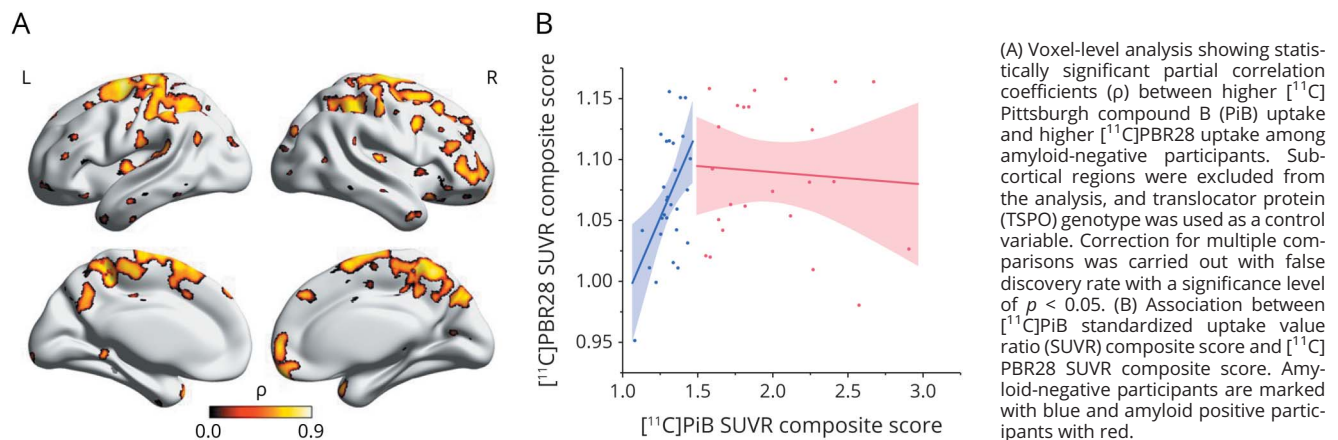 A
L
R
ρ
0.0
0.9
B
[¹¹C]PBR28 SUVR composite score
1.15
1.10
1.05
1.00
0.95
1.0
1.5
2.0
2.5
3.0
[¹¹C]PiB SUVR composite score
(A) Voxel-level analysis showing statis-
tically significant partial correlation
coefficients (ρ) between higher [¹¹C]
Pittsburgh compound B (PiB) uptake
and higher [¹¹C]PBR28 uptake among
amyloid-negative participants. Sub-
cortical regions were excluded from
the analysis, and translocator protein
(TSPO) genotype was used as a control
variable. Correction for multiple com-
parisons was carried out with false
discovery rate with a significance level
of p < 0.05. (B) Association between
[¹¹C]PiB standardized uptake value
ratio (SUVR) composite score and [¹¹C]
PBR28 SUVR composite score. Amy-
loid-negative participants are marked
with blue and amyloid positive partic-
ipants with red.